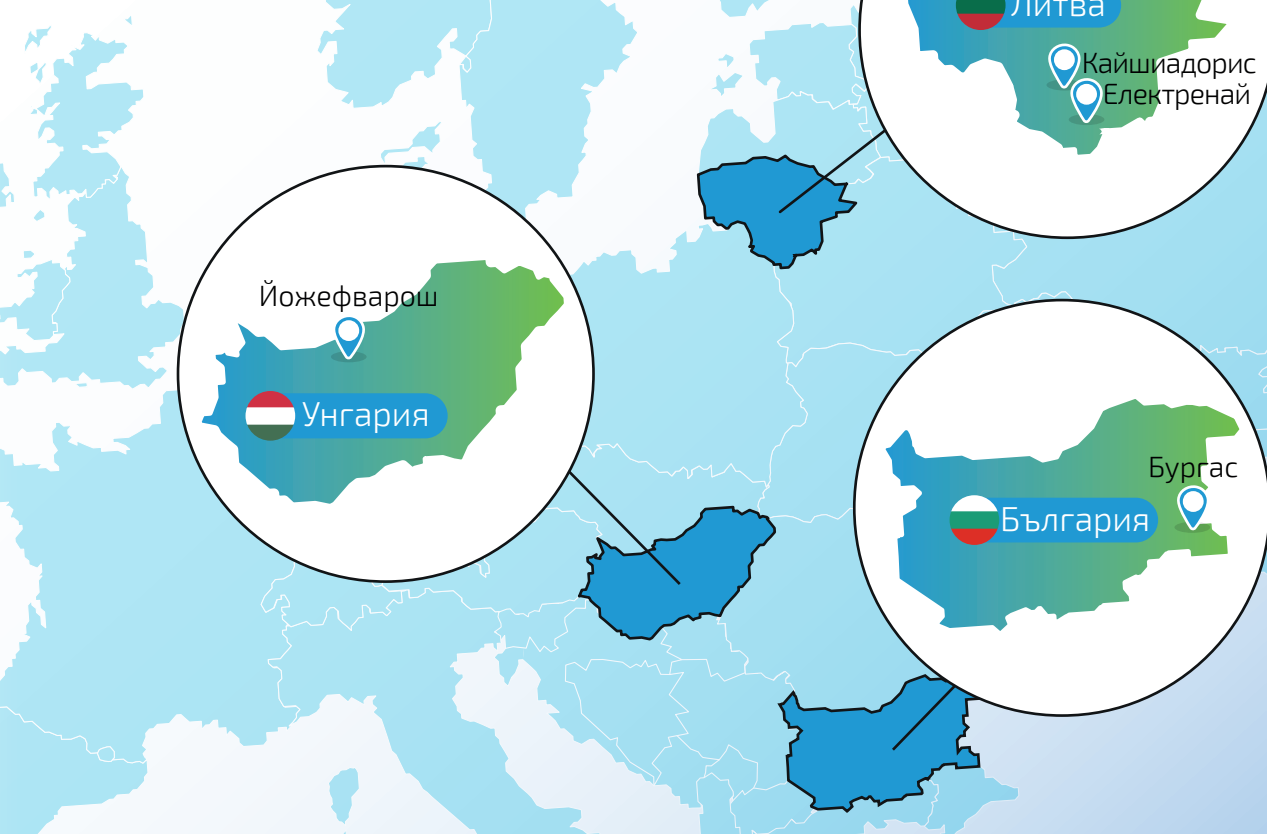 Литва
Кайшиадорис
Електренай
Йожефварош
Унгария
Бургас
България